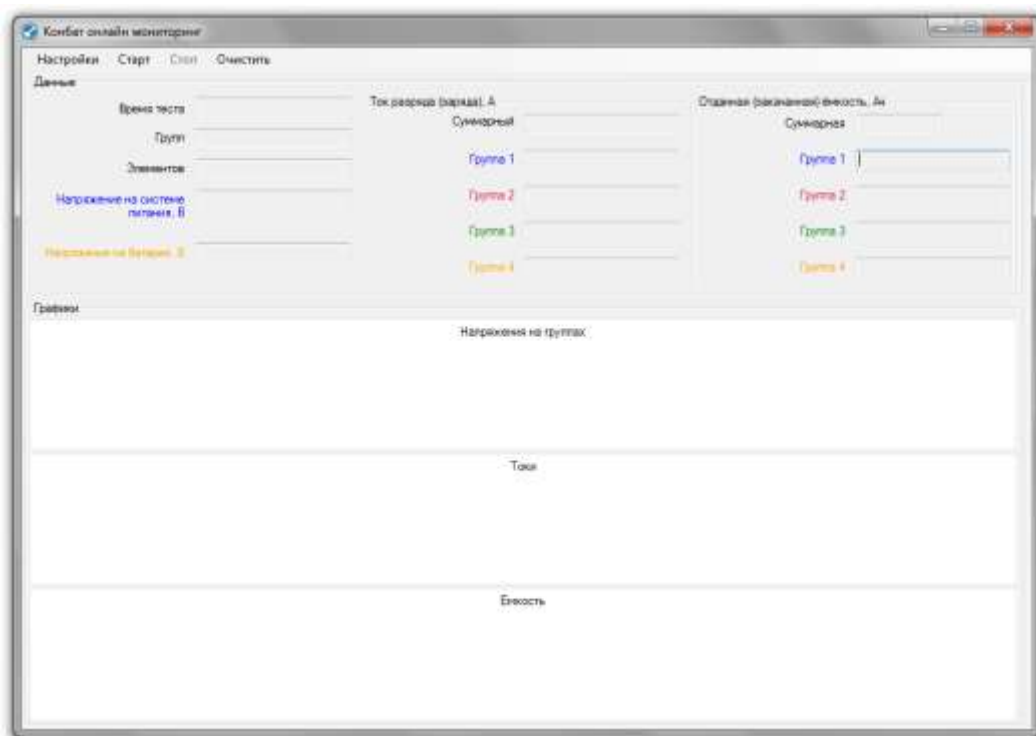 Конбат онлайн мониторинг
Настройки Старт Стоп Очистить
Данные
Время теста
Групп
Элементов
Напряжение на системе
питания, В
Напряжение на батарее, В
Ток разряда (заряда), А
Суммарный
Группа 1
Группа 2
Группа 3
Группа 4
Отданная (закачанная) ёмкость, Ач
Суммарная
Группа 1
Группа 2
Группа 3
Группа 4
Графики
Напряжения на группах
Токи
Емкость